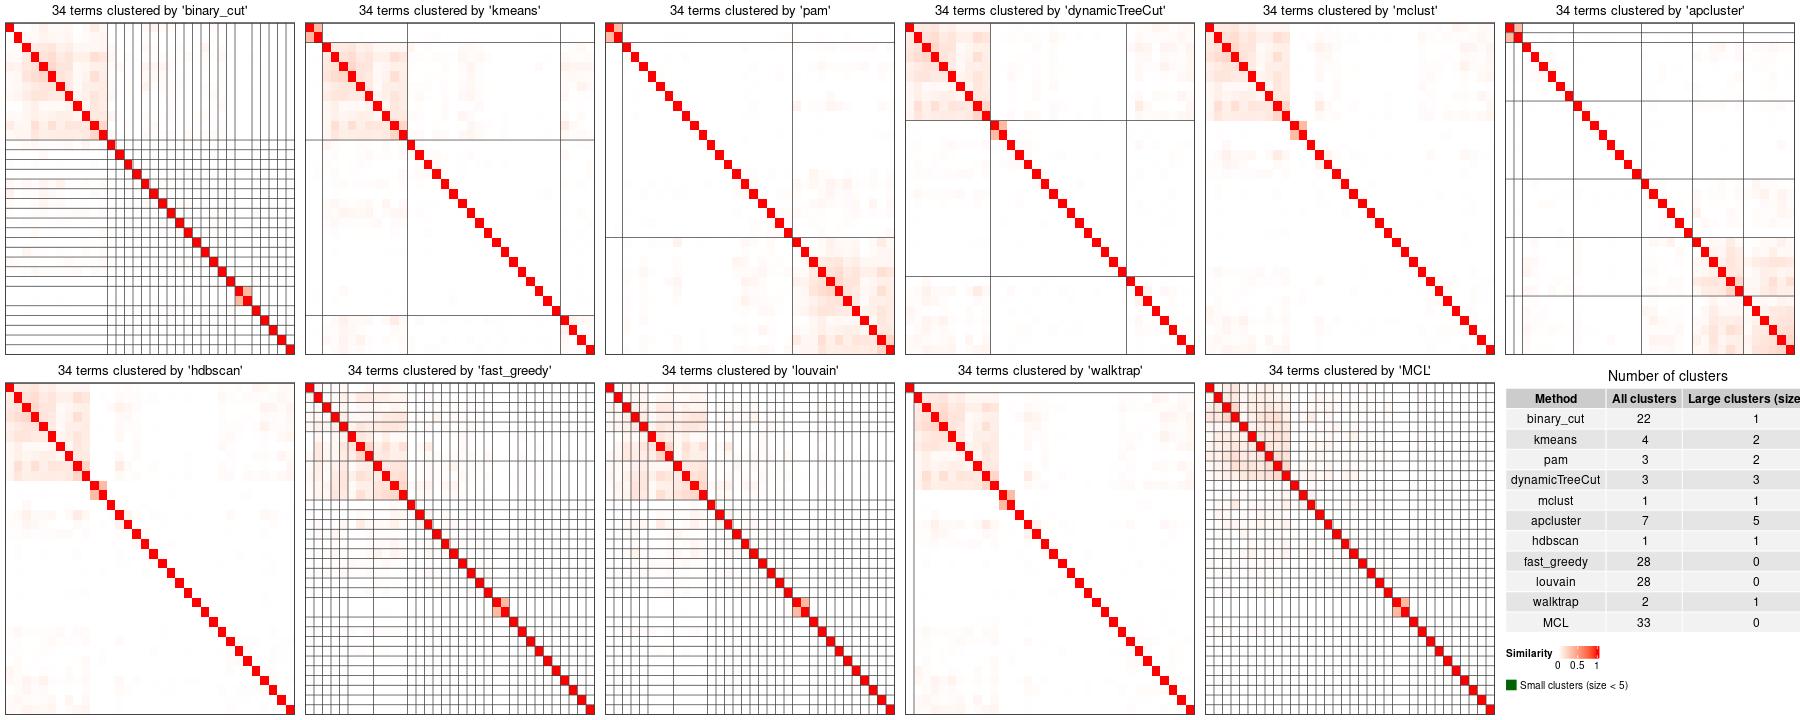 34 terms clustered by 'binary_cut'
34 terms clustered by 'kmeans'
34 terms clustered by 'pam'
34 terms clustered by 'dynamicTreeCut'
34 terms clustered by 'mclust'
34 terms clustered by 'apcluster'
34 terms clustered by 'hdbscan'
34 terms clustered by 'fast_greedy'
34 terms clustered by 'louvain'
34 terms clustered by 'walktrap'
34 terms clustered by 'MCL'
Number of clusters
Method All clusters Large clusters (size
binary_cut 22 1
kmeans 4 2
pam 3 2
dynamicTreeCut 3 3
mclust 1 1
apcluster 7 5
hdbscan 1 1
fast_greedy 28 0
louvain 28 0
walktrap 2 1
MCL 33 0
Similarity
0 0.5 1
Small clusters (size < 5)